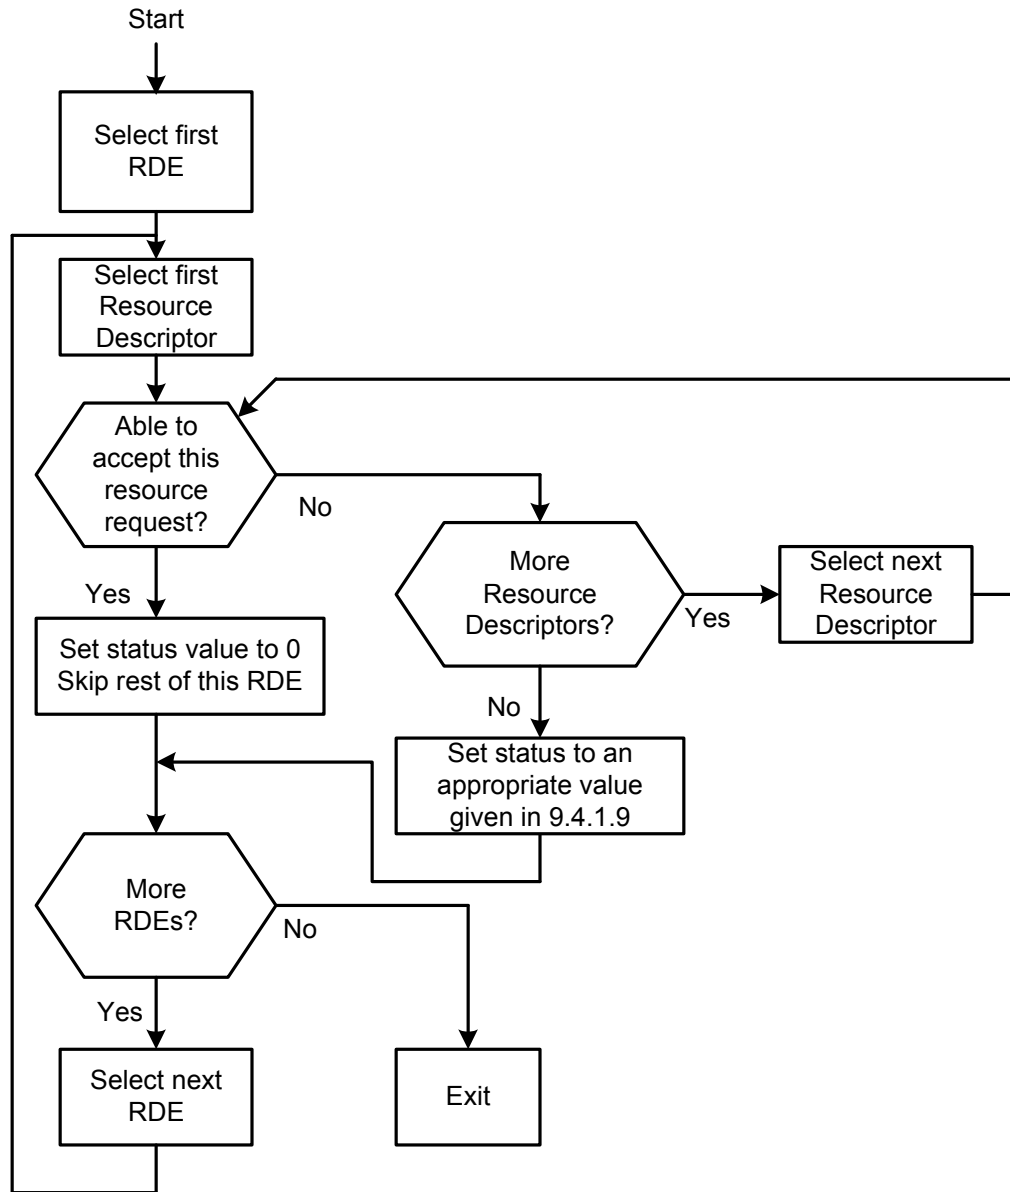 Start
Select first
RDE
Select first
Resource
Descriptor
Able to
accept this
resource
request?
No
Yes
More
Resource
Descriptors?
Yes
Select next
Resource
Descriptor
Set status value to 0
Skip rest of this RDE
No
Set status to an
appropriate value
given in 9.4.1.9
More
RDEs?
No
Yes
Select next
RDE
Exit